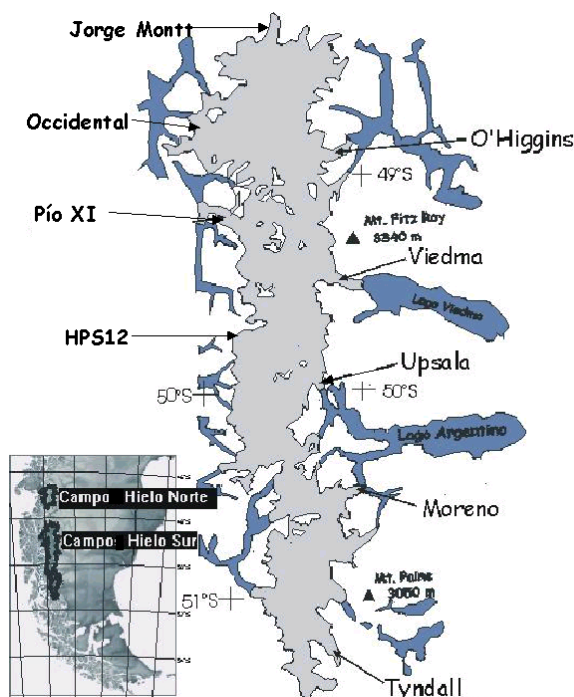 Jorge Montt
Occidental
O'Higgins
49°S
Pío XI
Mt. Fitz Roy
3340 m
Viedma
Lago Viedma
HPS12
Upsala
50°S
50°S
Lago Argentino
Campo Hielo Norte
Moreno
Campo Hielo Sur
Mt. Paine
3050 m
51°S
Tyndall